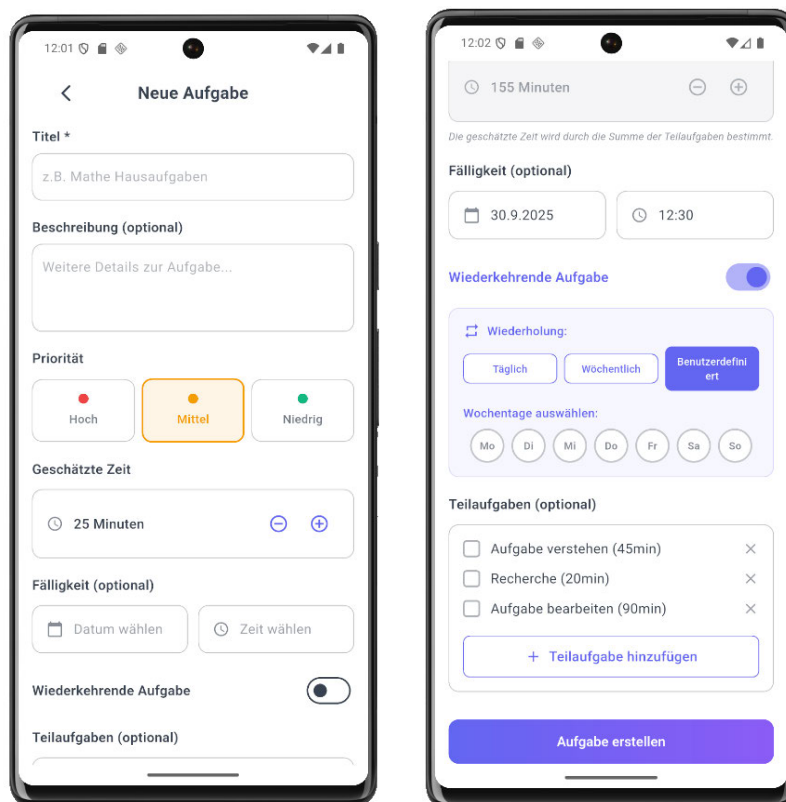 12:01
Neue Aufgabe
Titel *
z.B. Mathe Hausaufgaben
Beschreibung (optional)
Weitere Details zur Aufgabe...
Priorität
Hoch
Mittel
Niedrig
Geschätzte Zeit
25 Minuten
Fälligkeit (optional)
Datum wählen
Zeit wählen
Wiederkehrende Aufgabe
Teilaufgaben (optional)
12:02
155 Minuten
Die geschätzte Zeit wird durch die Summe der Teilaufgaben bestimmt.
Fälligkeit (optional)
30.9.2025
12:30
Wiederkehrende Aufgabe
Wiederholung:
Täglich
Wöchentlich
Benutzerdefini
ert
Wochentage auswählen:
Mo Di Mi Do Fr Sa So
Teilaufgaben (optional)
Aufgabe verstehen (45min)
Recherche (20min)
Aufgabe bearbeiten (90min)
+ Teilaufgabe hinzufügen
Aufgabe erstellen